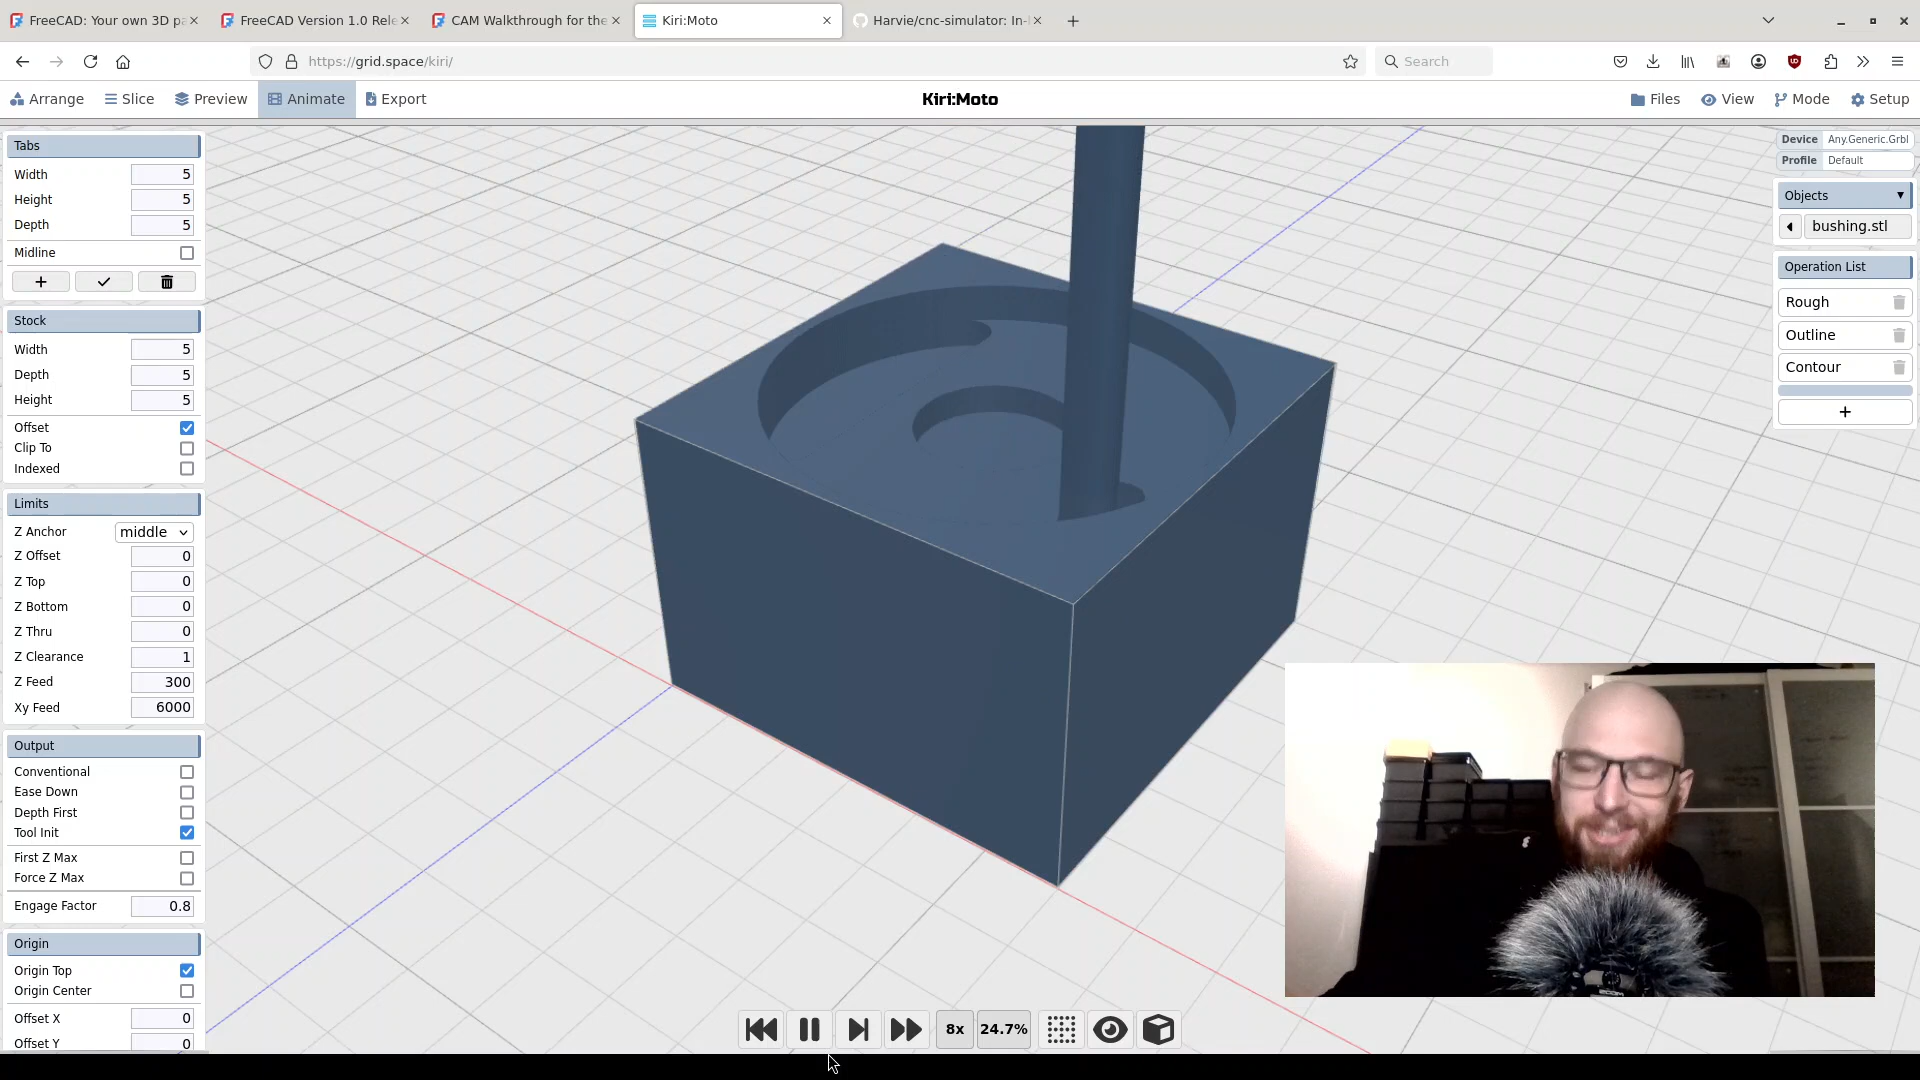 FreeCAD: Your own 3D pa
FreeCAD Version 1.0 Rele
CAM Walkthrough for the
Kiri:Moto
Harvie/cnc-simulator: In-
https://grid.space/kiri/
Search
Arrange
Slice
Preview
Animate
Export
Kiri:Moto
Files
View
Mode
Setup
Tabs
Width 5
Height 5
Depth 5
Midline
Stock
Width 5
Depth 5
Height 5
Offset
Clip To
Indexed
Limits
Z Anchor middle
Z Offset 0
Z Top 0
Z Bottom 0
Z Thru 0
Z Clearance 1
Z Feed 300
Xy Feed 6000
Output
Conventional
Ease Down
Depth First
Tool Init
First Z Max
Force Z Max
Engage Factor 0.8
Origin
Origin Top
Origin Center
Offset X 0
Offset Y 0
8x
24.7%
Device Any.Generic.Grbl
Profile Default
Objects
bushing.stl
Operation List
Rough
Outline
Contour
+